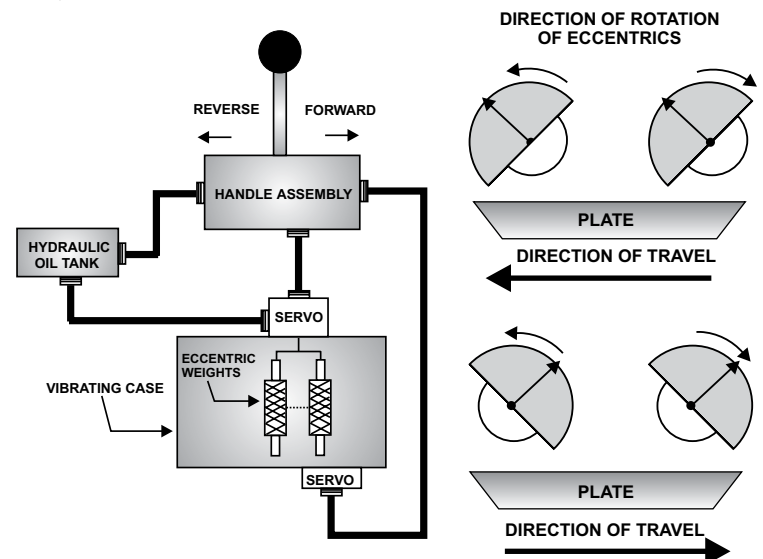 REVERSE
FORWARD
HANDLE ASSEMBLY
HYDRAULIC
OIL TANK
SERVO
ECCENTRIC
WEIGHTS
VIBRATING CASE
SERVO
DIRECTION OF ROTATION
OF ECCENTRICS
PLATE
DIRECTION OF TRAVEL
PLATE
DIRECTION OF TRAVEL